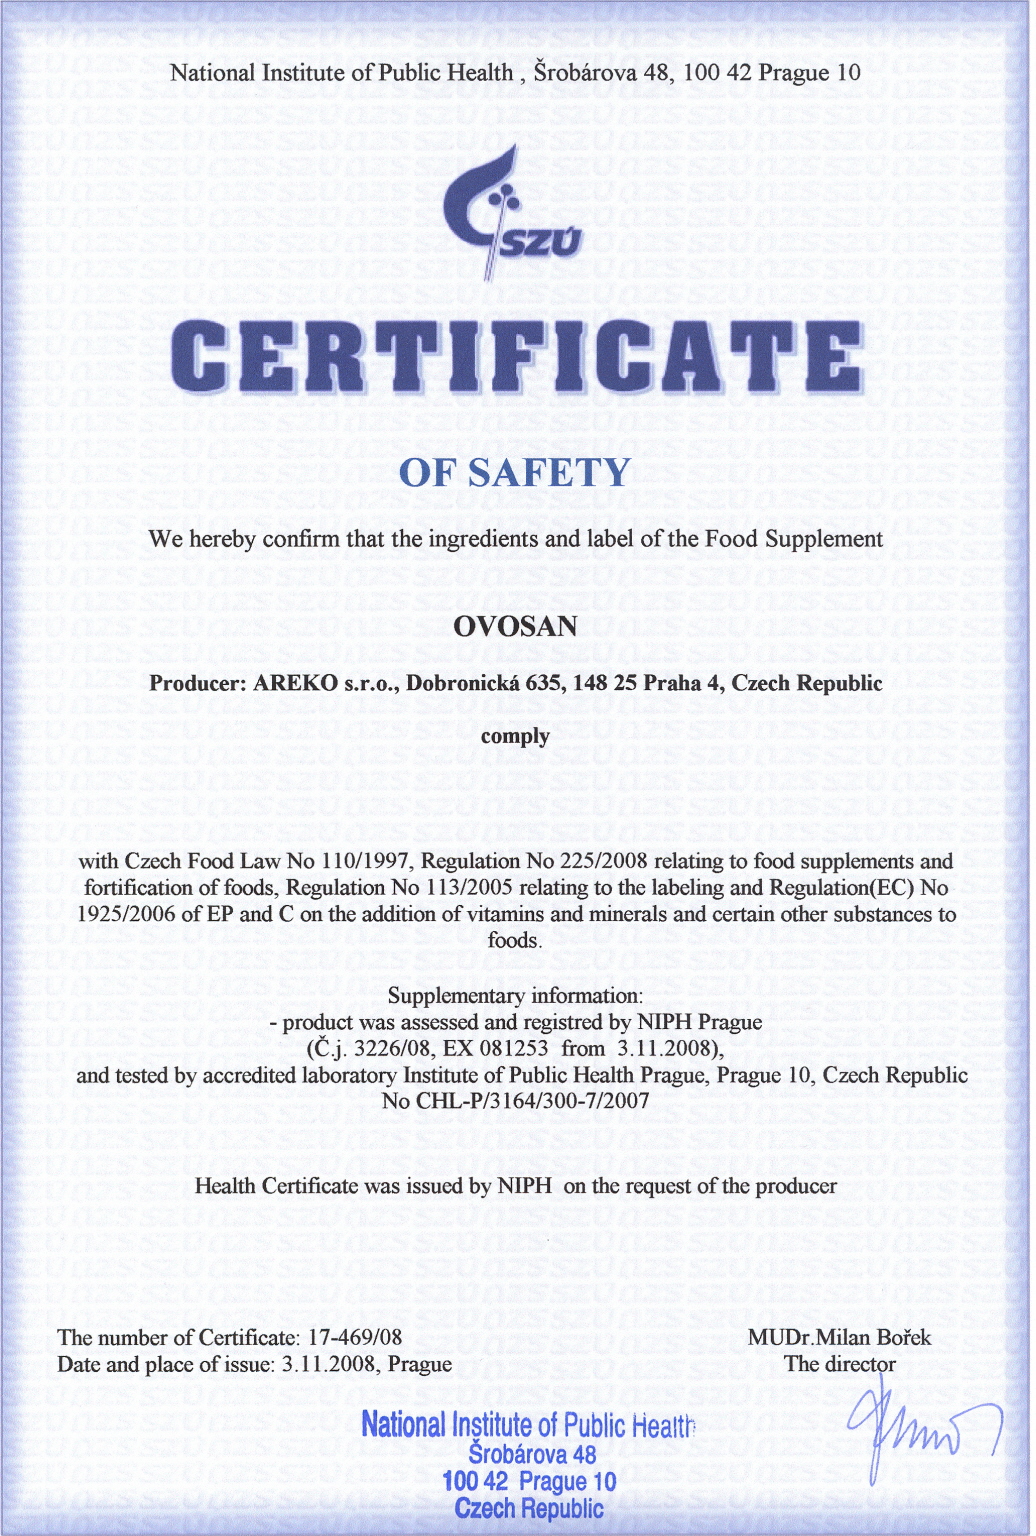 National Institute of Public Health , Šrobárova 48, 100 42 Prague 10
SZÚ
CERTIFICATE
OF SAFETY
We hereby confirm that the ingredients and label of the Food Supplement
OVOSAN
Producer: AREKO s.r.o., Dobronická 635, 148 25 Praha 4, Czech Republic
comply
with Czech Food Law No 110/1997, Regulation No 225/2008 relating to food supplements and
fortification of foods, Regulation No 113/2005 relating to the labeling and Regulation(EC) No
1925/2006 of EP and C on the addition of vitamins and minerals and certain other substances to
foods.
Supplementary information:
- product was assessed and registred by NIPH Prague
(Č.j. 3226/08, EX 081253 from 3.11.2008),
and tested by accredited laboratory Institute of Public Health Prague, Prague 10, Czech Republic
No CHL-P/3164/300-7/2007
Health Certificate was issued by NIPH on the request of the producer
The number of Certificate: 17-469/08
Date and place of issue: 3.11.2008, Prague
MUDr.Milan Bořek
The director
National Institute of Public Health
Šrobárova 48
100 42 Prague 10
Czech Republic